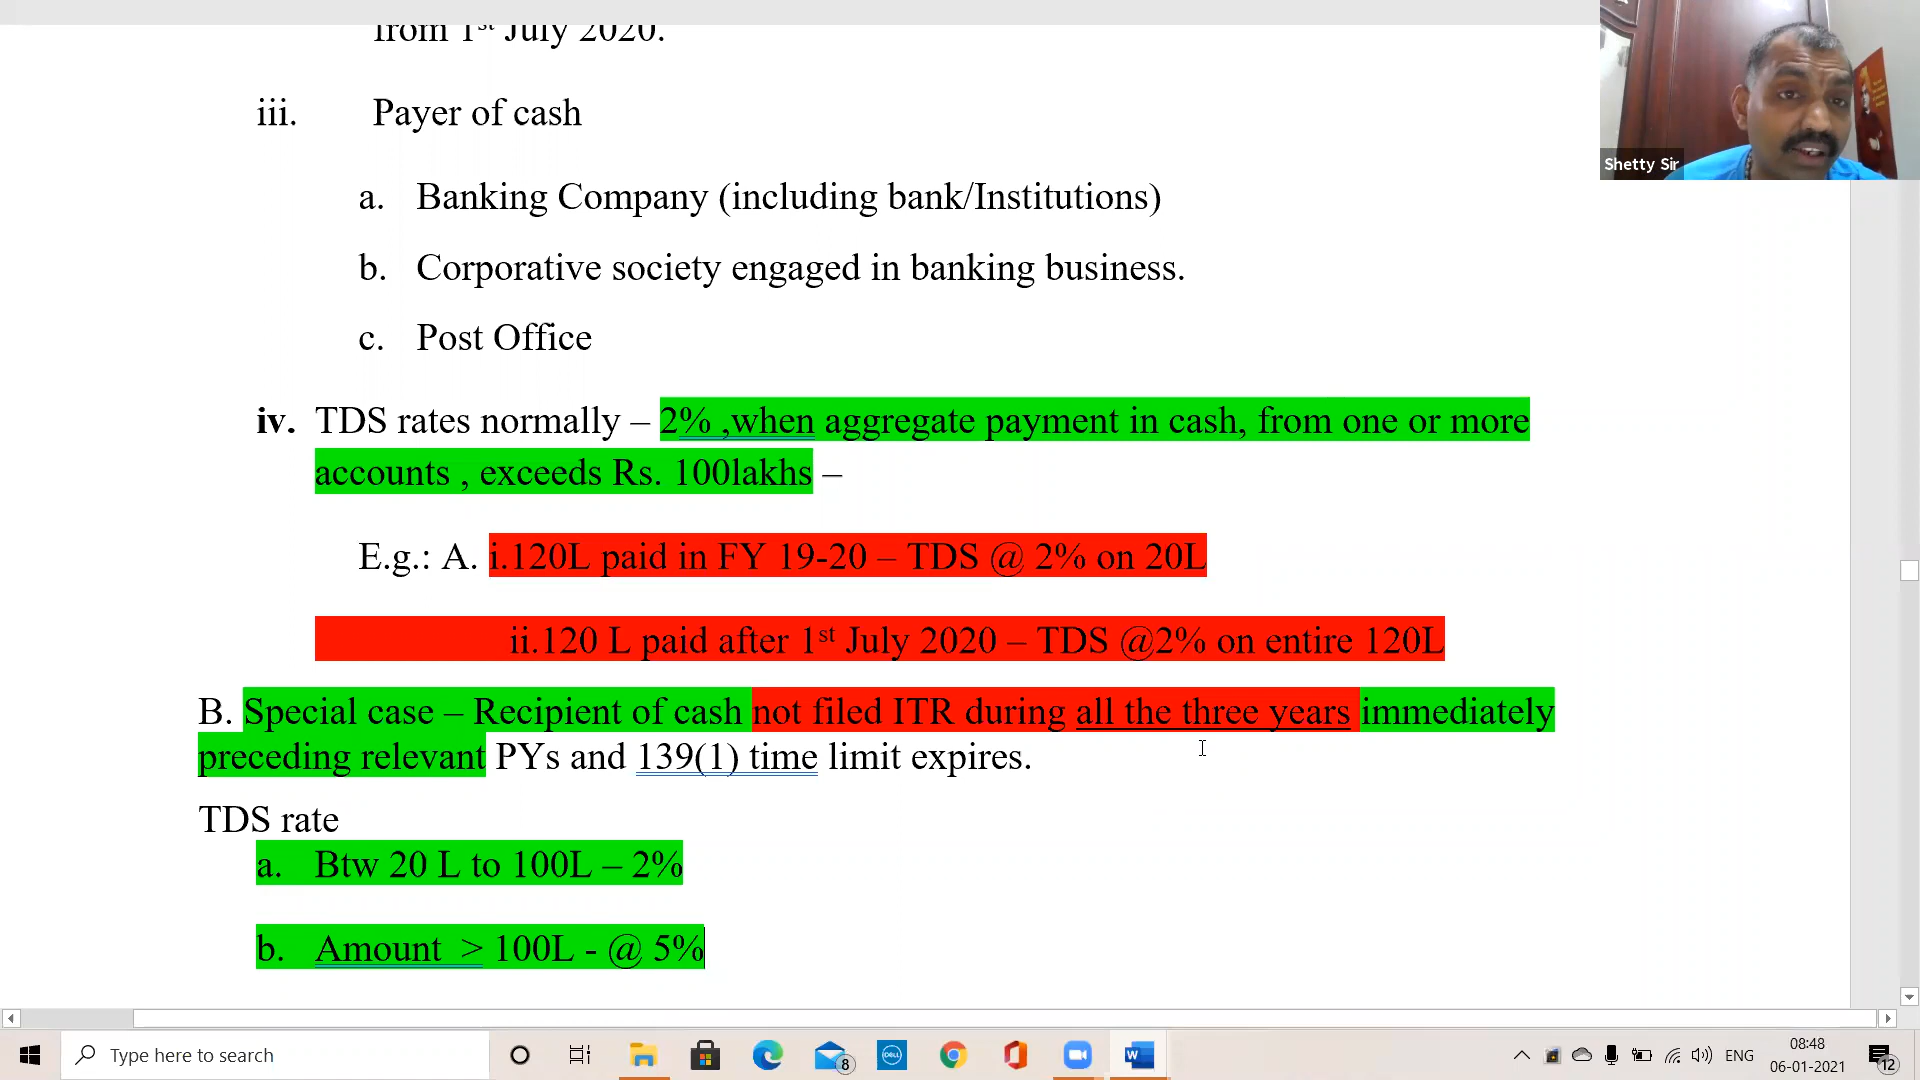 from 1st July 2020.
Shetty Sir
iii. Payer of cash
a. Banking Company (including bank/Institutions)
b. Corporative society engaged in banking business.
c. Post Office
iv. TDS rates normally – 2% ,when aggregate payment in cash, from one or more
accounts , exceeds Rs. 100lakhs –
E.g.: A. i.120L paid in FY 19-20 – TDS @ 2% on 20L
ii.120 L paid after 1st July 2020 – TDS @2% on entire 120L
B. Special case – Recipient of cash not filed ITR during all the three years immediately
preceding relevant PYs and 139(1) time limit expires.
TDS rate
a. Btw 20 L to 100L – 2%
b. Amount > 100L - @ 5%
Type here to search
8
DELL
W
ENG
08:48
06-01-2021
12